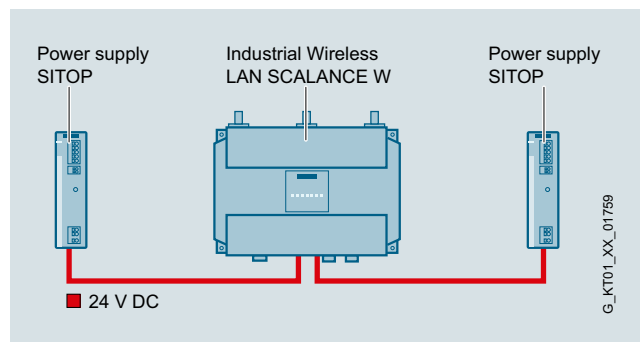 Power supply
SITOP
Industrial Wireless
LAN SCALANCE W
Power supply
SITOP
24 V DC
G_KT01_XX_01759